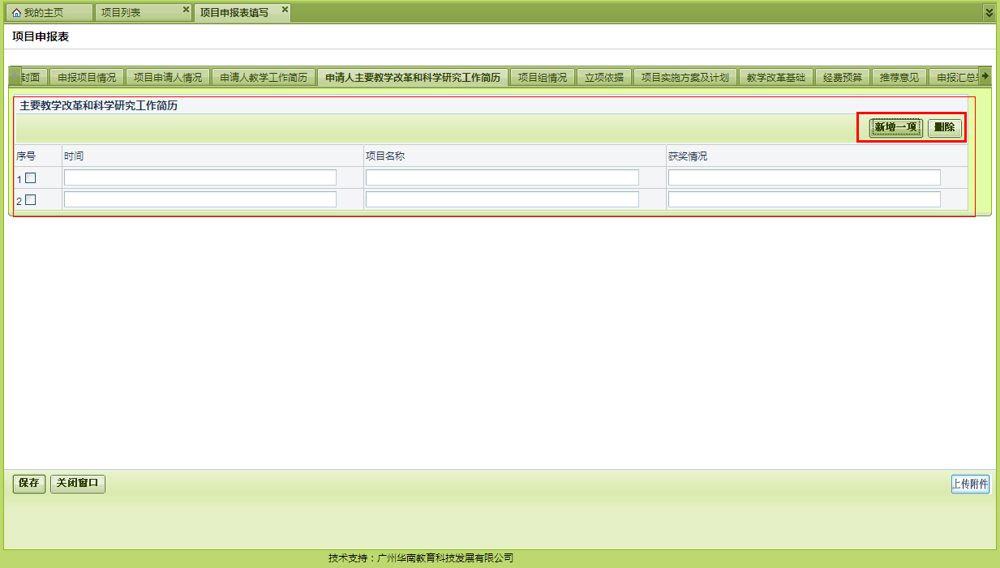 我的主页 项目列表 项目申报表填写
项目申报表
封面 申报项目情况 项目申请人情况 申请人教学工作简历 申请人主要教学改革和科学研究工作简历 项目组情况 立项依据 项目实施方案及计划 教学改革基础 经费预算 推荐意见 申报汇总
主要教学改革和科学研究工作简历
新增一项 删除
序号 时间 项目名称 获奖情况
1
2
保存 关闭窗口 上传附件
技术支持：广州华南教育科技发展有限公司